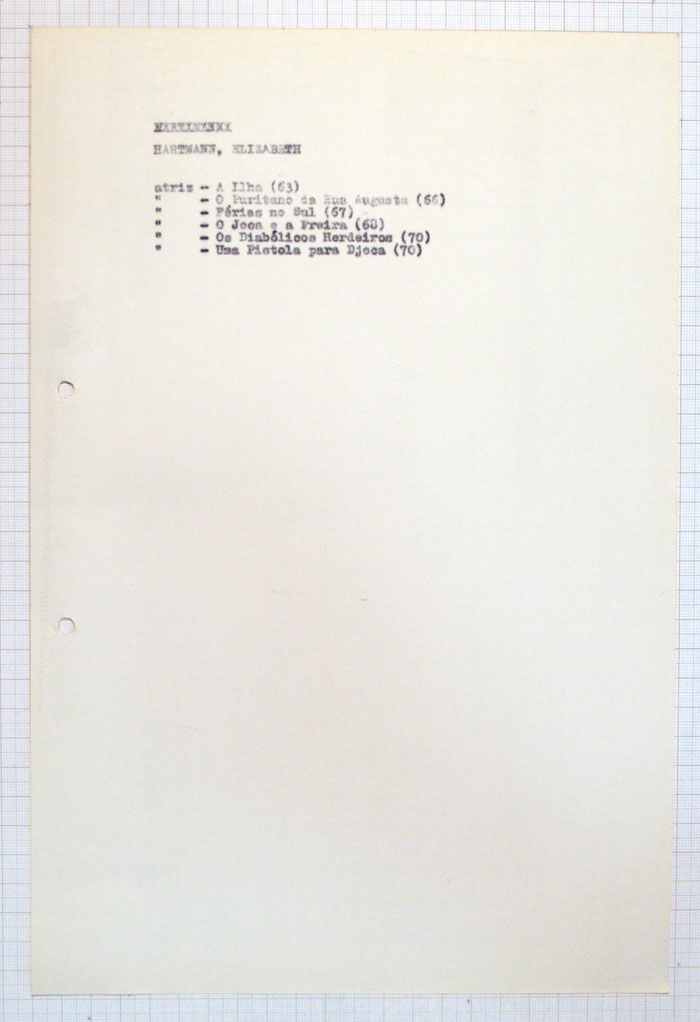 HARTMANN, ELIZABETH
atriz - A Ilha (63)
" - O Puritano da Rua Augusta (66)
" - Férias no Sul (67)
" - O Jeca e a Freira (68)
" - Os Diabólicos Herdeiros (70)
" - Uma Pistola para Djeca (70)